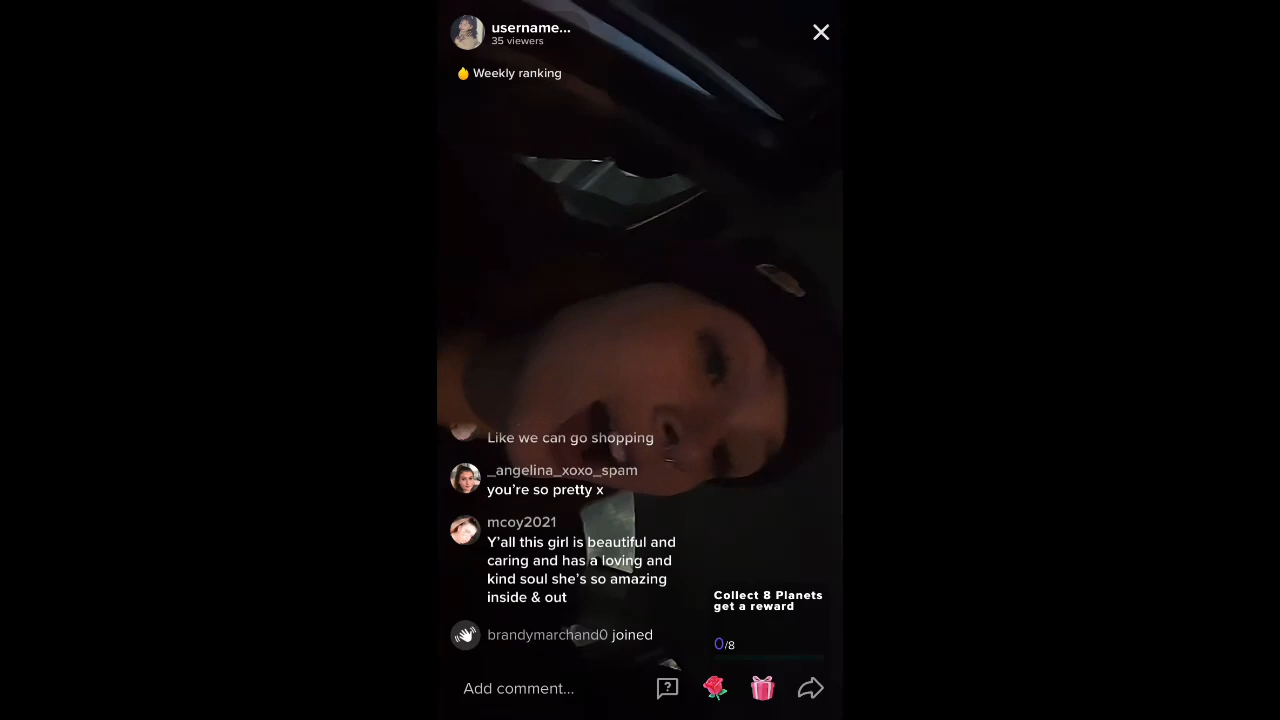 username...
35 viewers
Weekly ranking
Like we can go shopping
_angelina_xoxo_spam
you're so pretty x
mcoy2021
Y'all this girl is beautiful and
caring and has a loving and
kind soul she's so amazing
inside & out
brandymarchand0 joined
Collect 8 Planets
get a reward
0/8
Add comment...